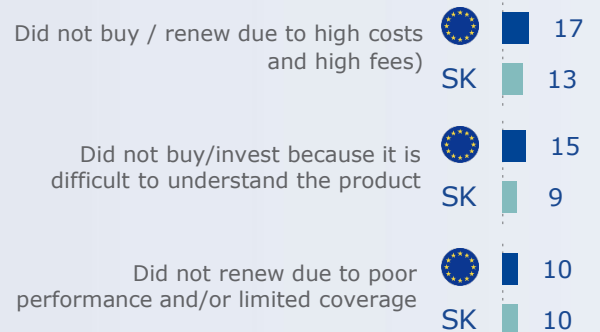 Did not buy / renew due to high costs
and high fees)
17
SK 13
Did not buy/invest because it is
difficult to understand the product
15
SK 9
Did not renew due to poor
performance and/or limited coverage
10
SK 10